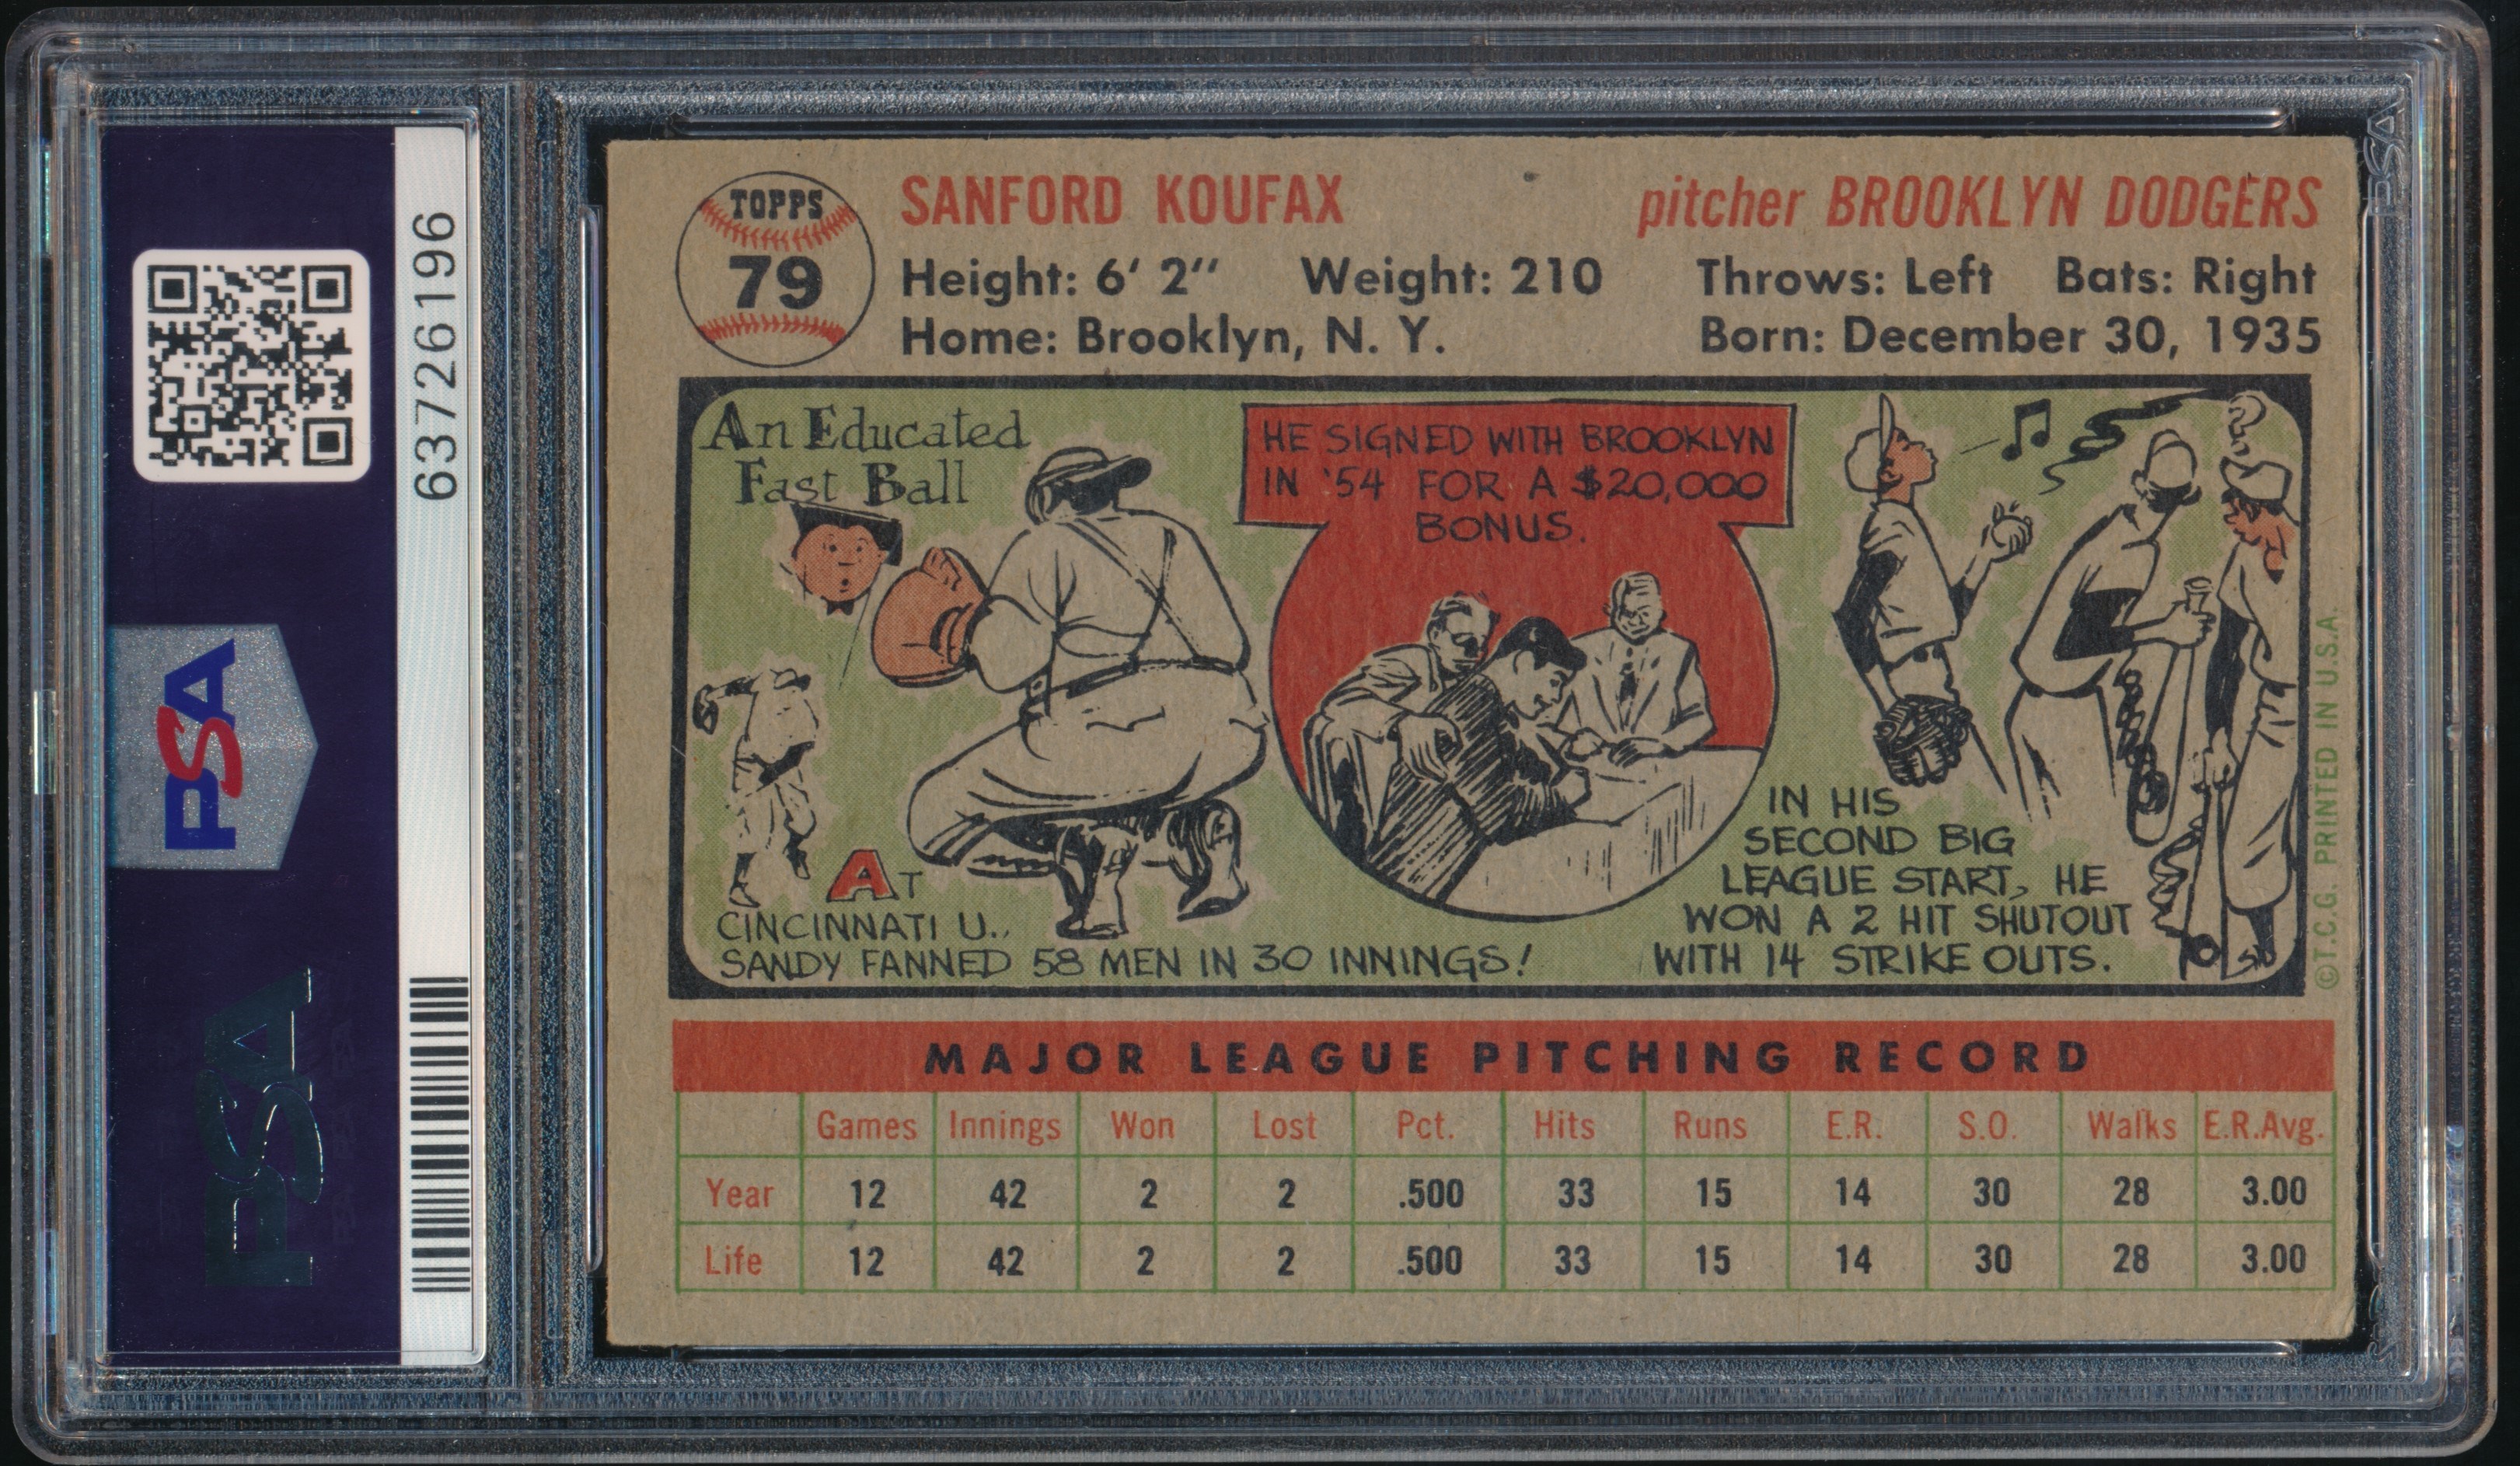 63726196
PSA
PSA
PSA
TOPPS
79
SANFORD KOUFAX
pitcher BROOKLYN DODGERS
Height: 6' 2" Weight: 210 Throws: Left Bats: Right
Home: Brooklyn, N. Y. Born: December 30, 1935
An Educated
Fast Ball
AT
CINCINNATI U.,
SANDY FANNED 58 MEN IN 30 INNINGS!
HE SIGNED WITH BROOKLYN
IN '54 FOR A $20,000
BONUS.
IN HIS
SECOND BIG
LEAGUE START, HE
WON A 2 HIT SHUTOUT
WITH 14 STRIKE OUTS.
©T.C.G. PRINTED IN U.S.A.
MAJOR LEAGUE PITCHING RECORD
Games Innings Won Lost Pct. Hits Runs E.R. S.O. Walks E.R.Avg.
Year 12 42 2 2 .500 33 15 14 30 28 3.00
Life 12 42 2 2 .500 33 15 14 30 28 3.00